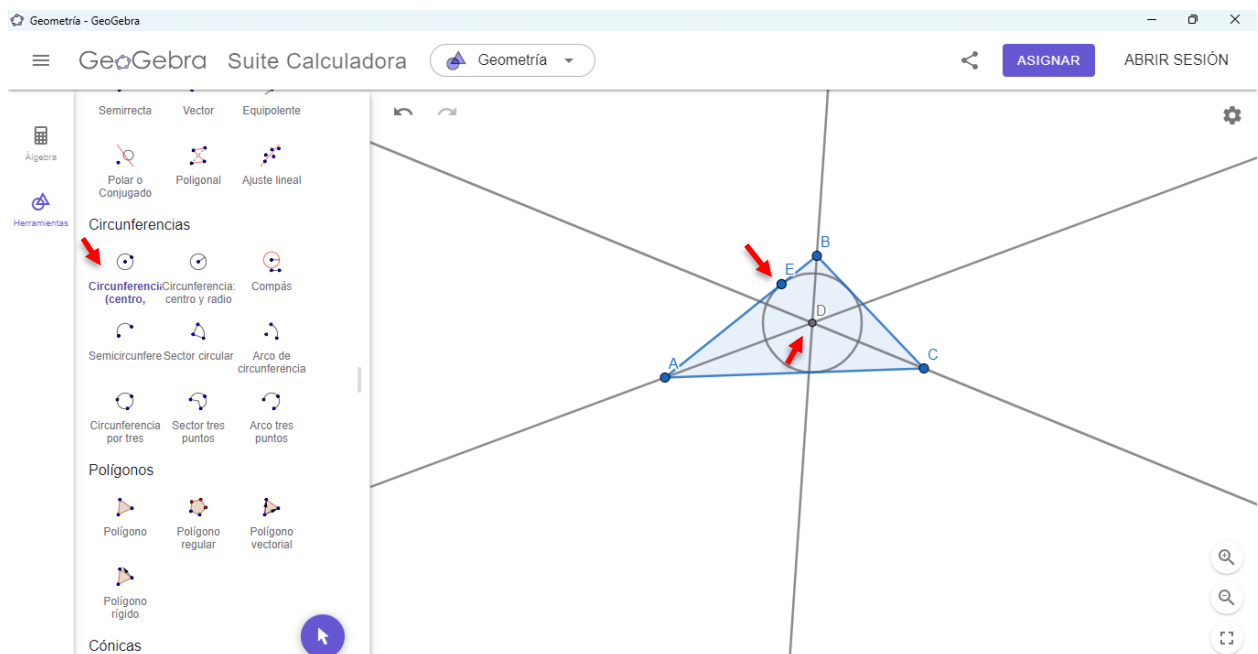 Geometría - GeoGebra
GeoGebra Suite Calculadora
Geometría
ASIGNAR
ABRIR SESIÓN
Álgebra
Herramientas
Semirrecta
Vector
Equipolente
Polar o
Conjugado
Poligonal
Ajuste lineal
Circunferencias
Circunferenci
(centro,
Circunferencia:
centro y radio
Compás
Semicircunfere
Sector circular
Arco de
circunferencia
Circunferencia
por tres
Sector tres
puntos
Arco tres
puntos
Polígonos
Polígono
Polígono
regular
Polígono
vectorial
Polígono
rígido
Cónicas
B
E
D
C
A